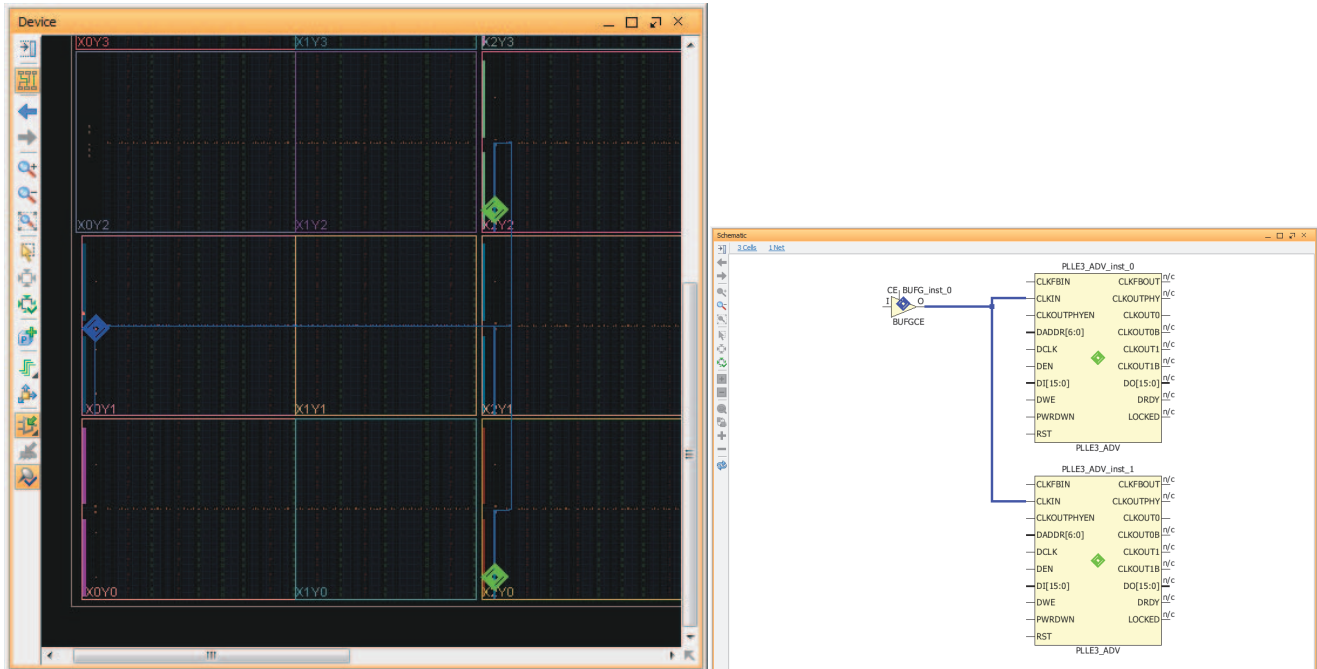 Device
X0Y3 X1Y3 X2Y3
X0Y2 X1Y2 X2Y2
X0Y1 X1Y1 X2Y1
X0Y0 X1Y0 X2Y0
Schematic
3 Cells 1 Net
CE BUFG_inst_0
I O
BUFGCE
PLLE3_ADV_inst_0
CLKFBIN CLKFBOUT n/c
CLKIN CLKOUTPHY n/c
CLKOUTPHYEN CLKOUT0
DADDR[6:0] CLKOUT0B n/c
DCLK CLKOUT1 n/c
DEN CLKOUT1B n/c
DI[15:0] DO[15:0] n/c
DWE DRDY n/c
PWRDWN LOCKED n/c
RST
PLLE3_ADV
PLLE3_ADV_inst_1
CLKFBIN CLKFBOUT n/c
CLKIN CLKOUTPHY n/c
CLKOUTPHYEN CLKOUT0
DADDR[6:0] CLKOUT0B n/c
DCLK CLKOUT1 n/c
DEN CLKOUT1B n/c
DI[15:0] DO[15:0] n/c
DWE DRDY n/c
PWRDWN LOCKED n/c
RST
PLLE3_ADV